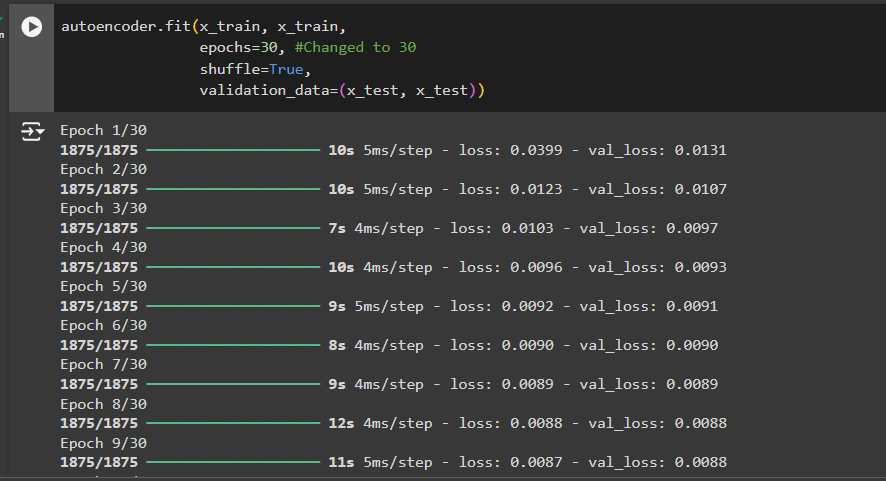 autoencoder.fit(x_train, x_train,
epochs=30, #Changed to 30
shuffle=True,
validation_data=(x_test, x_test))
Epoch 1/30
1875/1875 10s 5ms/step - loss: 0.0399 - val_loss: 0.0131
Epoch 2/30
1875/1875 10s 5ms/step - loss: 0.0123 - val_loss: 0.0107
Epoch 3/30
1875/1875 7s 4ms/step - loss: 0.0103 - val_loss: 0.0097
Epoch 4/30
1875/1875 10s 4ms/step - loss: 0.0096 - val_loss: 0.0093
Epoch 5/30
1875/1875 9s 5ms/step - loss: 0.0092 - val_loss: 0.0091
Epoch 6/30
1875/1875 8s 4ms/step - loss: 0.0090 - val_loss: 0.0090
Epoch 7/30
1875/1875 9s 4ms/step - loss: 0.0089 - val_loss: 0.0089
Epoch 8/30
1875/1875 12s 4ms/step - loss: 0.0088 - val_loss: 0.0088
Epoch 9/30
1875/1875 11s 5ms/step - loss: 0.0087 - val_loss: 0.0088